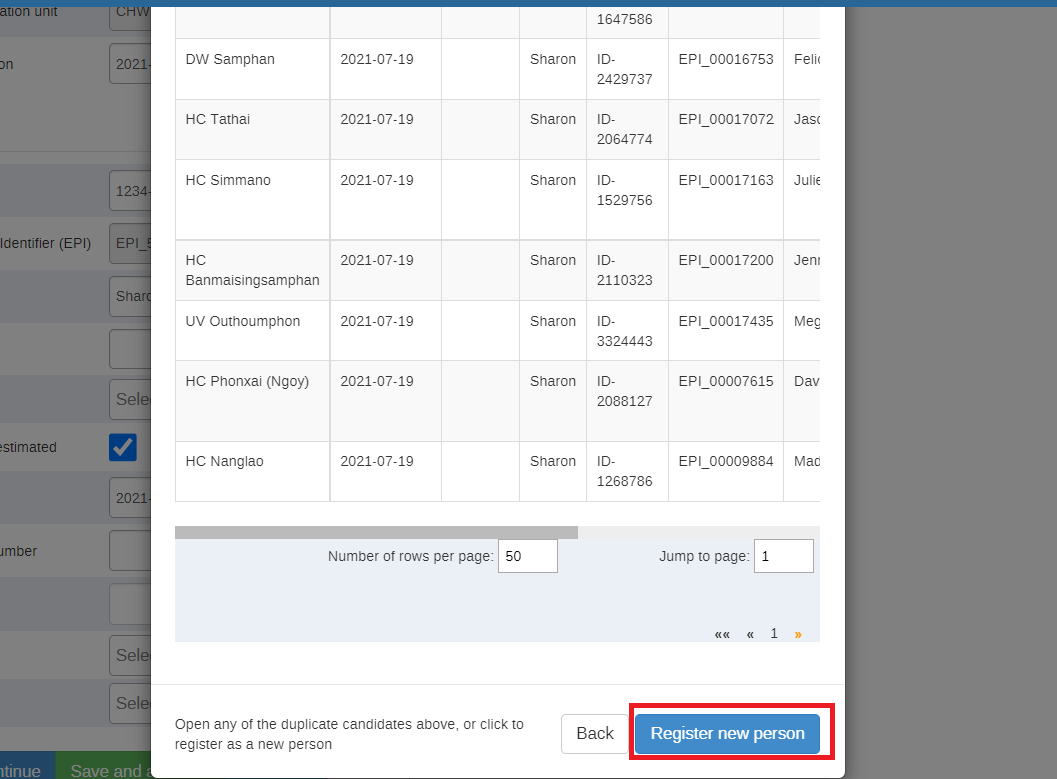 ation unit CHW
1647586
on 2021-
DW Samphan 2021-07-19 Sharon ID- EPI_00016753 Felic
2429737
HC Tathai 2021-07-19 Sharon ID- EPI_00017072 Jaso
2064774
1234-
HC Simmano 2021-07-19 Sharon ID- EPI_00017163 Julie
1529756
Identifier (EPI) EPI_5
HC 2021-07-19 Sharon ID- EPI_00017200 Jenn
Banmaisingsamphan 2110323
Sharo
UV Outhoumphon 2021-07-19 Sharon ID- EPI_00017435 Meg
3324443
HC Phonxai (Ngoy) 2021-07-19 Sharon ID- EPI_00007615 Dav
2088127
Selec
estimated
HC Nanglao 2021-07-19 Sharon ID- EPI_00009884 Mad
1268786
2021-
umber
Number of rows per page: 50 Jump to page: 1
«« « 1 »
Selec
Selec
Open any of the duplicate candidates above, or click to
register as a new person
Back Register new person
ntinue Save and a